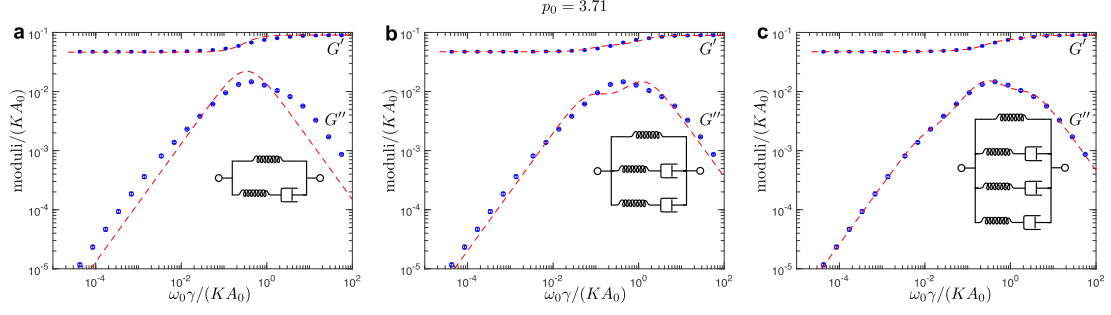 p₀ = 3.71
a
moduli/(KA₀)
10⁻¹
10⁻²
10⁻³
10⁻⁴
10⁻⁵
G′
G″
10⁻⁴
10⁻²
10⁰
10²
ω₀γ/(KA₀)
b
moduli/(KA₀)
10⁻¹
10⁻²
10⁻³
10⁻⁴
10⁻⁵
G′
G″
10⁻⁴
10⁻²
10⁰
10²
ω₀γ/(KA₀)
c
moduli/(KA₀)
10⁻¹
10⁻²
10⁻³
10⁻⁴
10⁻⁵
G′
G″
10⁻⁴
10⁻²
10⁰
10²
ω₀γ/(KA₀)